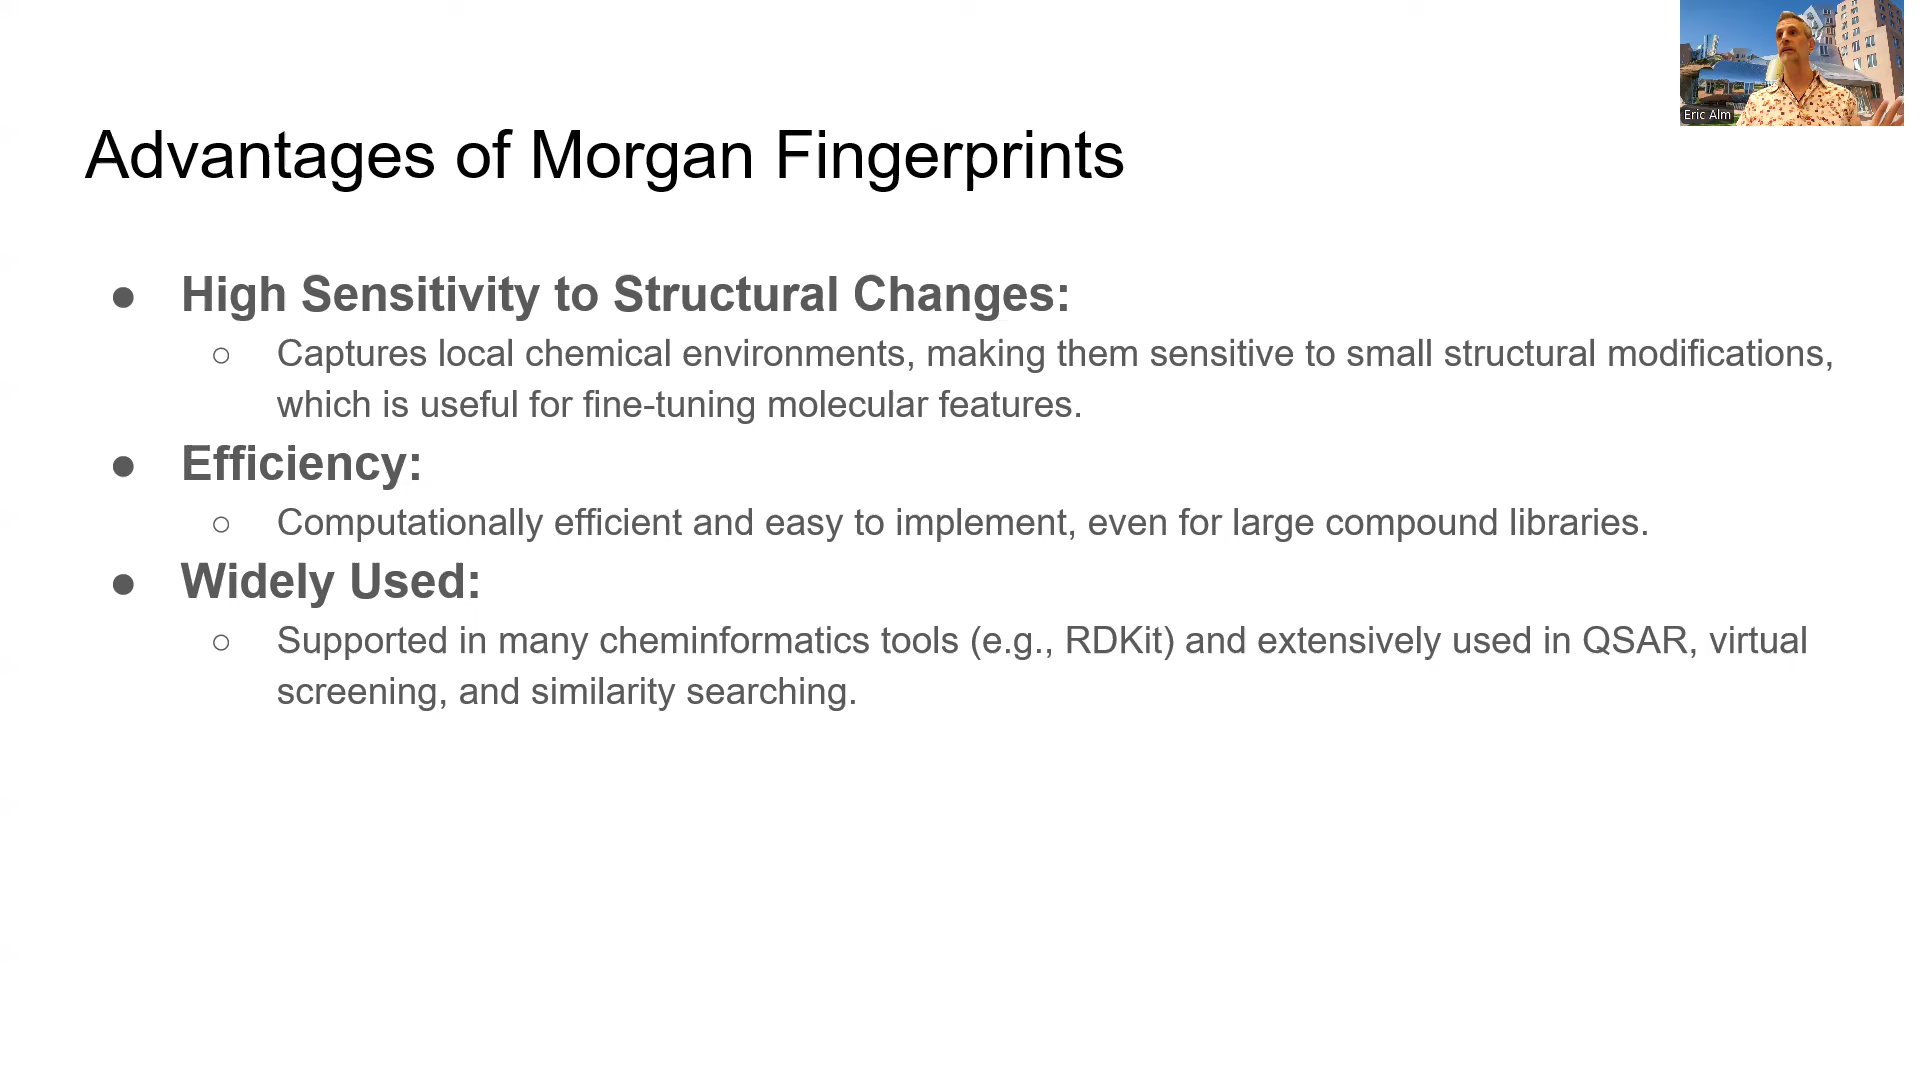 Eric Alm
Advantages of Morgan Fingerprints
● High Sensitivity to Structural Changes:
○ Captures local chemical environments, making them sensitive to small structural modifications,
which is useful for fine-tuning molecular features.
● Efficiency:
○ Computationally efficient and easy to implement, even for large compound libraries.
● Widely Used:
○ Supported in many cheminformatics tools (e.g., RDKit) and extensively used in QSAR, virtual
screening, and similarity searching.